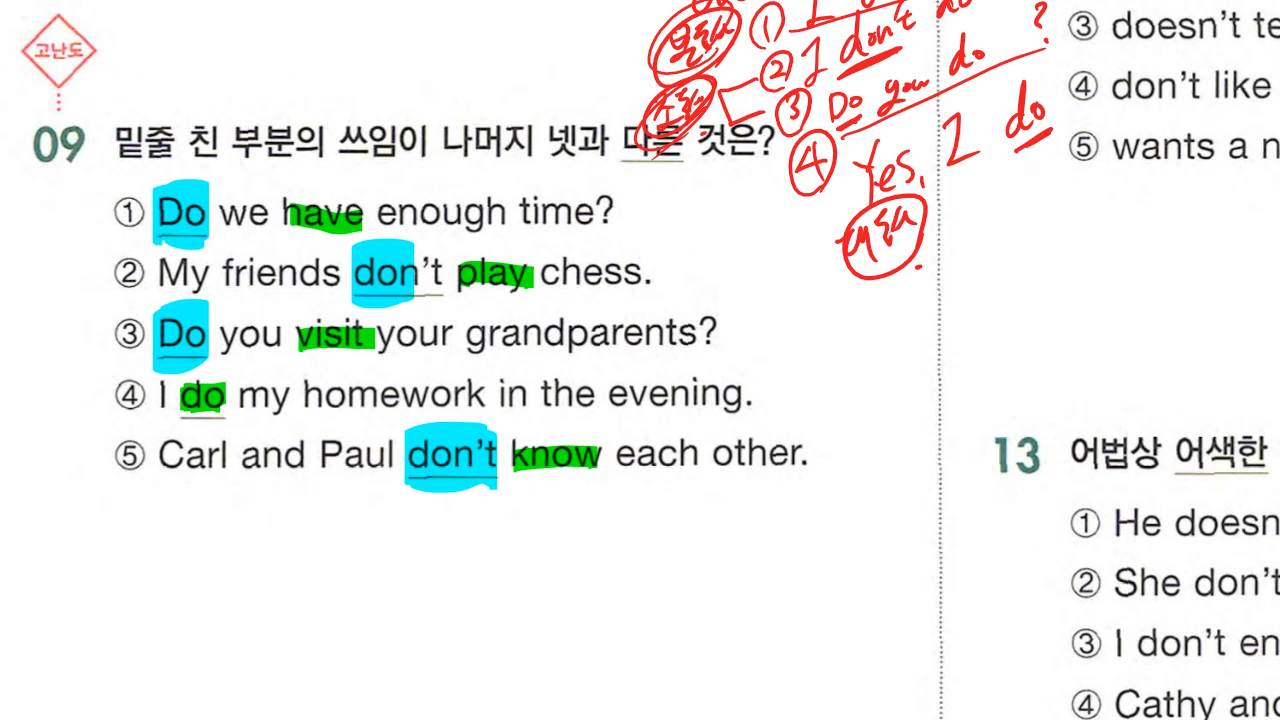 고난도
09 밑줄 친 부분의 쓰임이 나머지 넷과 다른 것은?
① Do we have enough time?
② My friends don't play chess.
③ Do you visit your grandparents?
④ I do my homework in the evening.
⑤ Carl and Paul don't know each other.
① I
② I don't do
③ Do you do ?
④ Yes, I do
③ doesn't te
④ don't like
⑤ wants a n
13 어법상 어색한
① He doesn
② She don't
③ I don't en
④ Cathy and